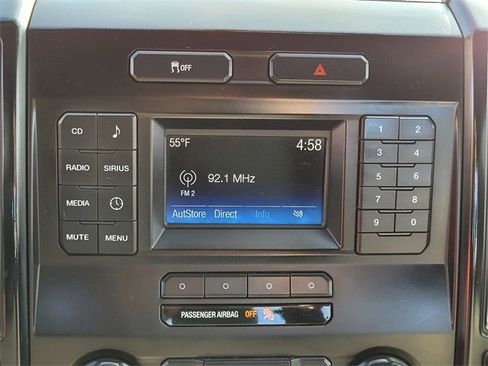 OFF
55°F 4:58
92.1 MHz
FM 2
AutoStore Direct Info
CD
RADIO SIRIUS
MEDIA
MUTE MENU
1 2
3 4
5 6
7 8
9 0
PASSENGER AIRBAG OFF